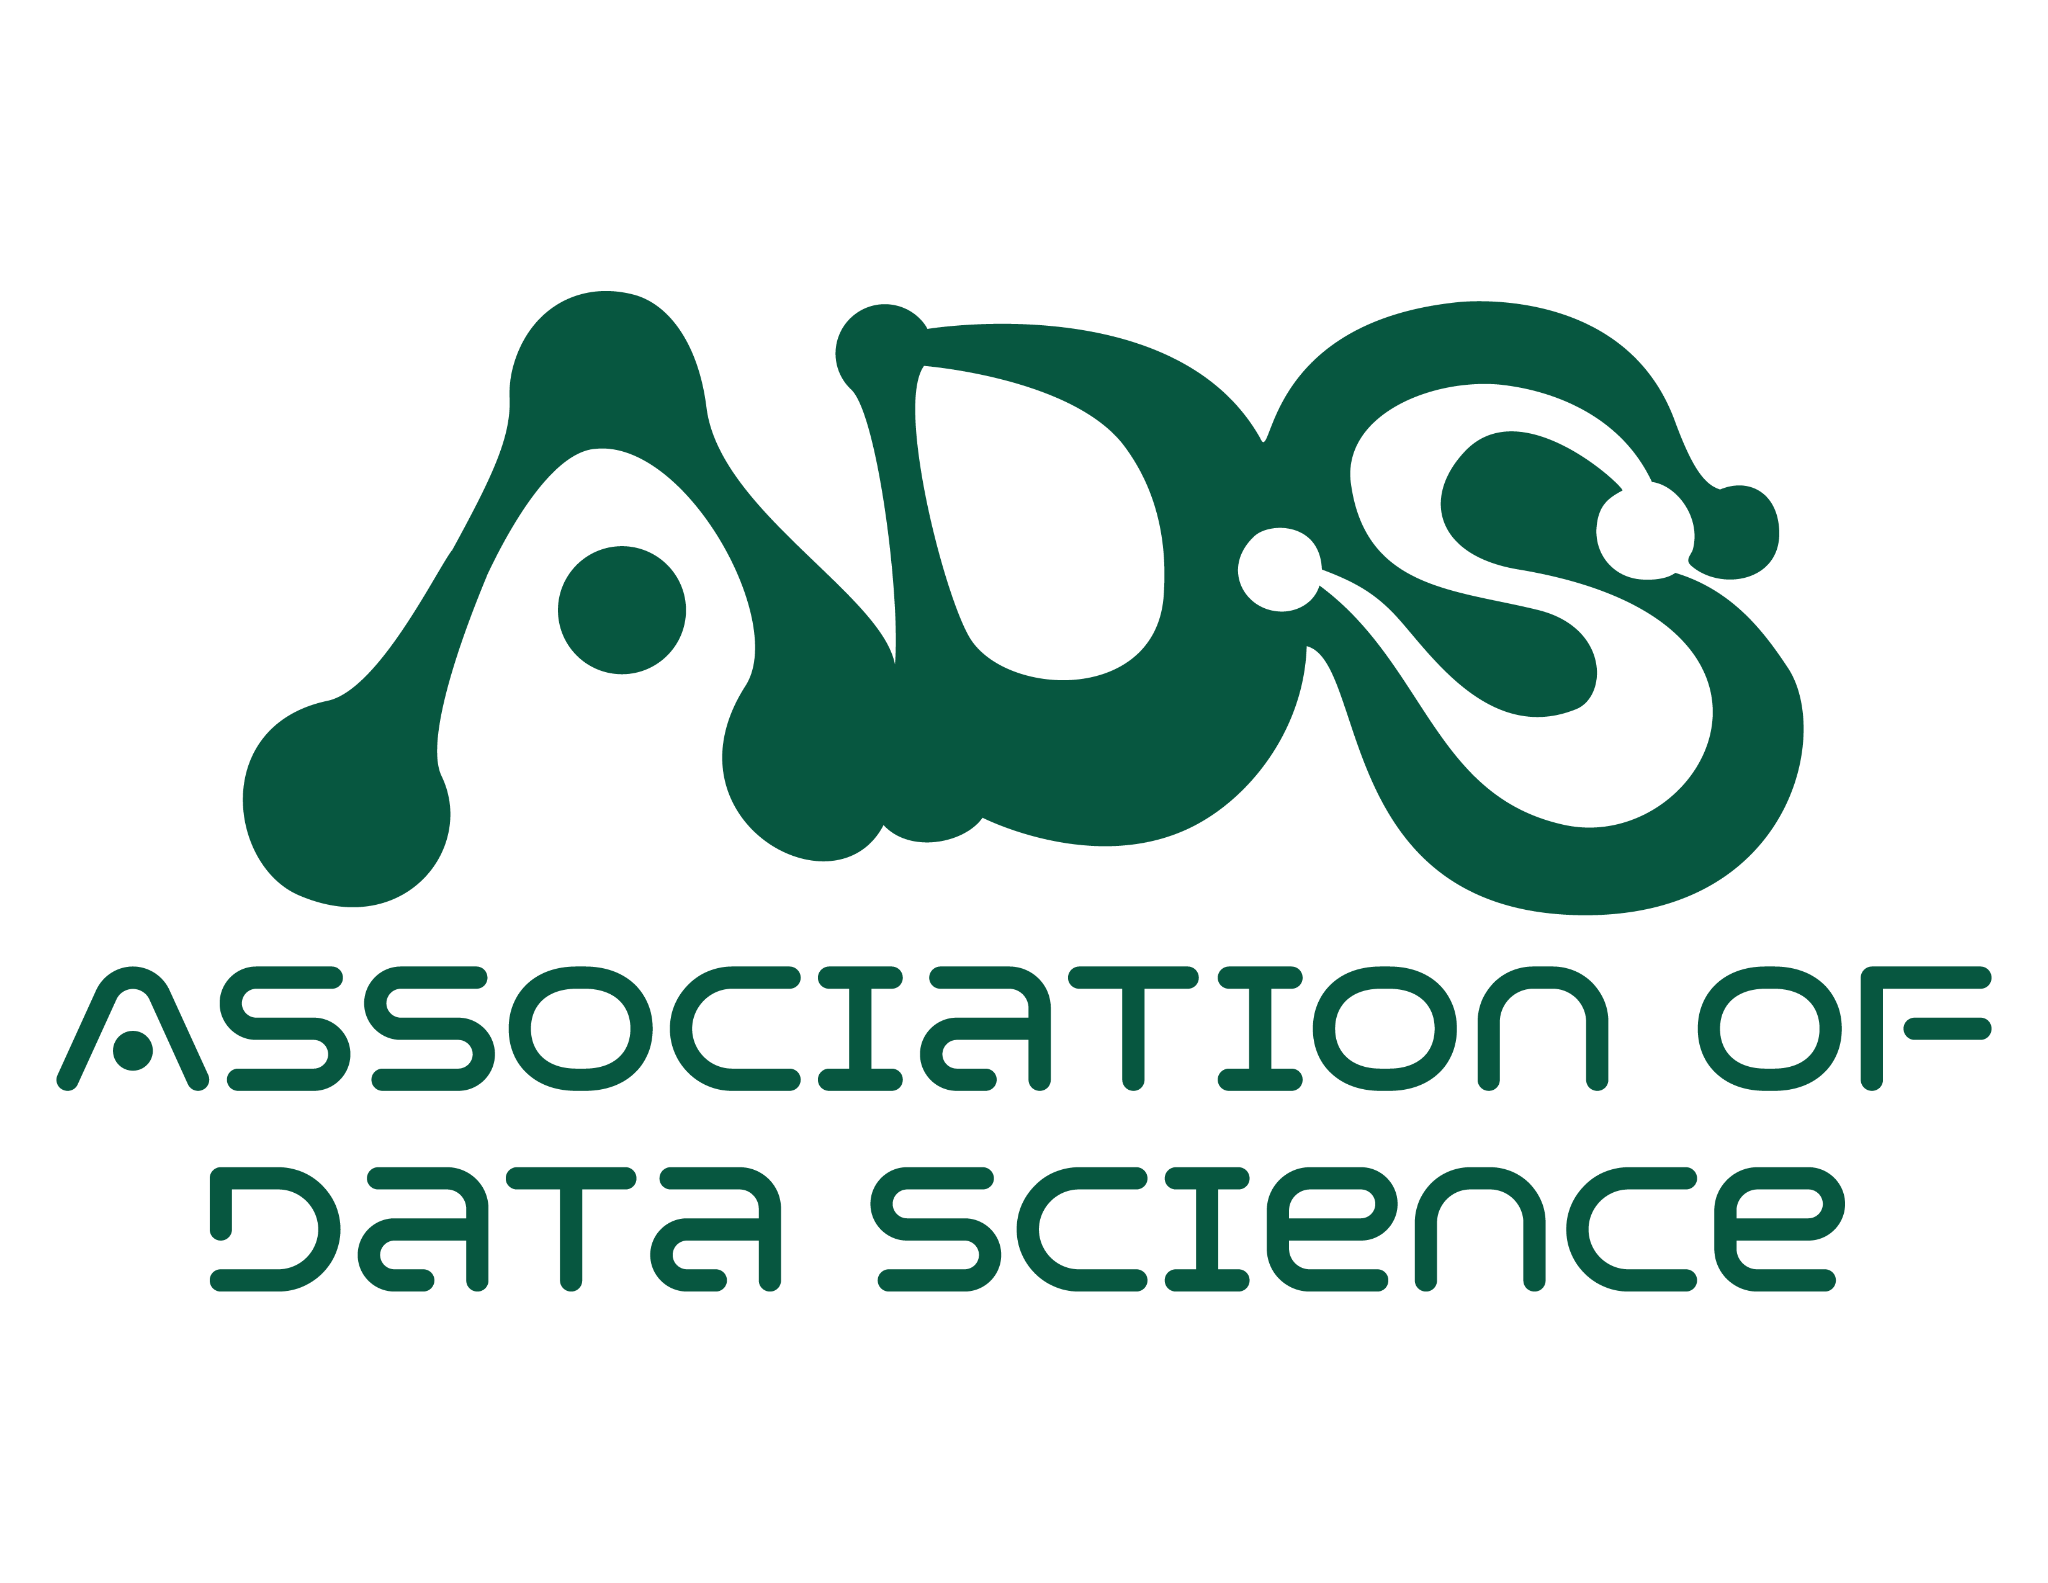 ADS
ASSOCIATION OF
DATA SCIENCE